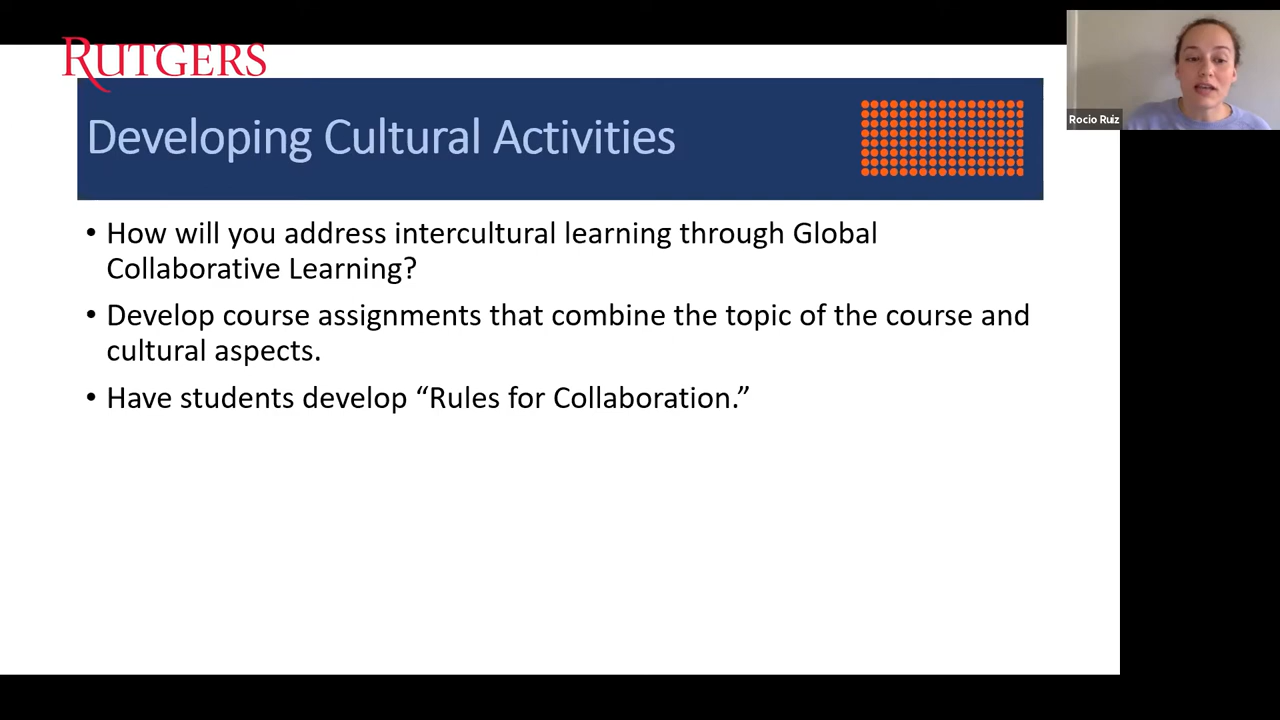 RUTGERS
Developing Cultural Activities
Rocio Ruiz
• How will you address intercultural learning through Global
Collaborative Learning?
• Develop course assignments that combine the topic of the course and
cultural aspects.
• Have students develop “Rules for Collaboration.”